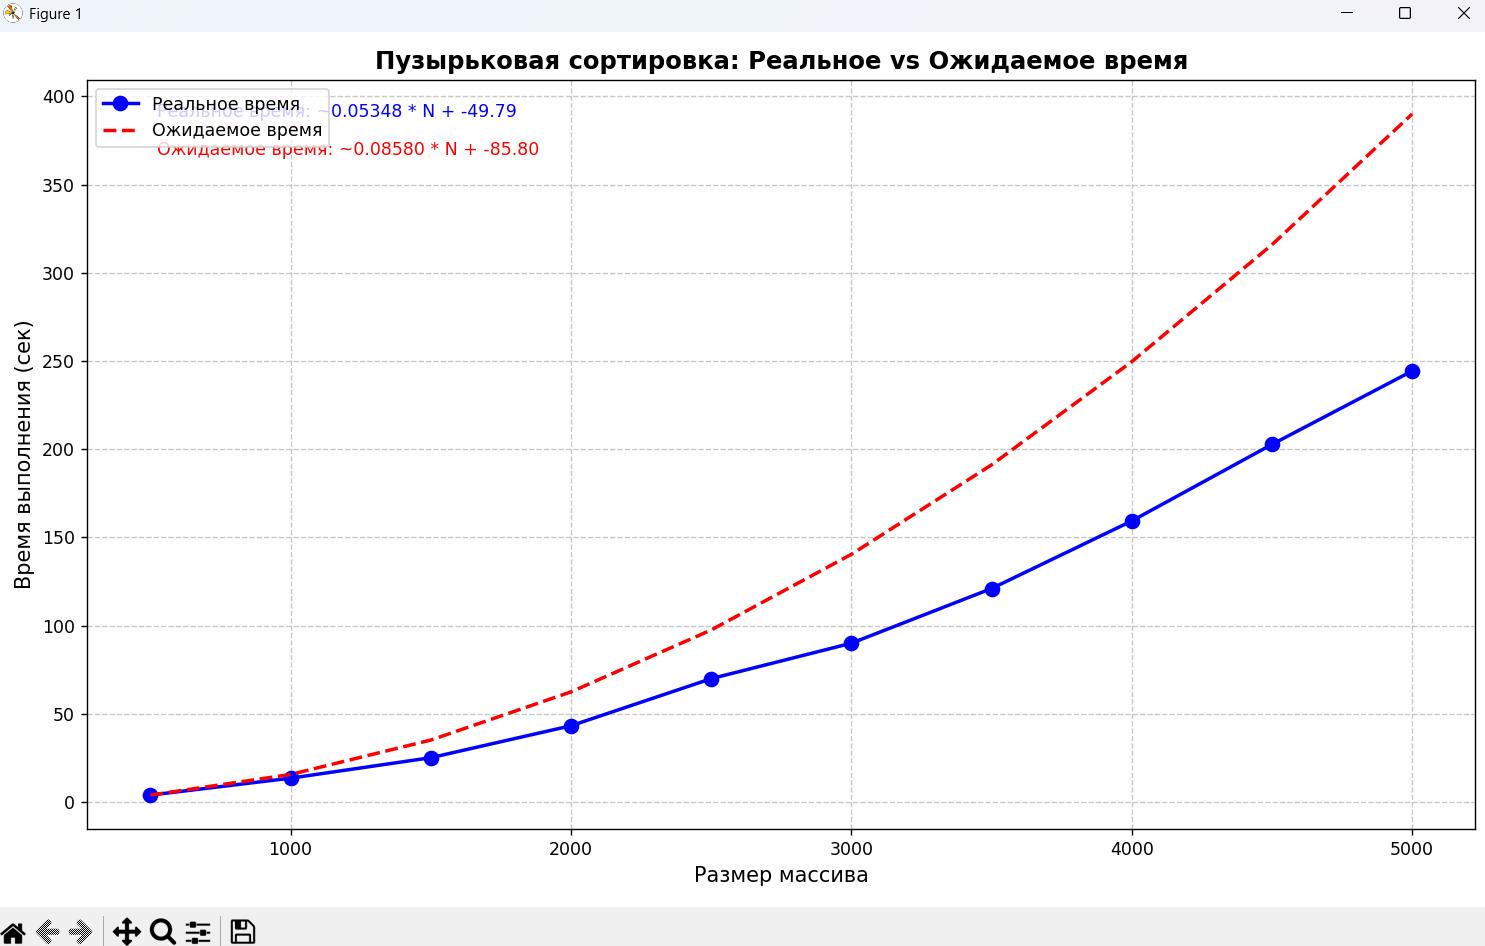 Figure 1
Пузырьковая сортировка: Реальное vs Ожидаемое время
Реальное время
Реальное время: ~0.05348 * N + -49.79
Ожидаемое время
Ожидаемое время: ~0.08580 * N + -85.80
400
350
300
250
200
150
100
50
0
Время выполнения (сек)
1000 2000 3000 4000 5000
Размер массива